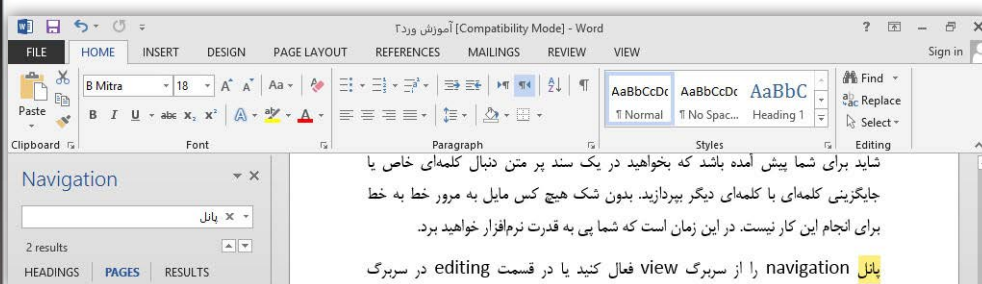 آموزش ورد۲ [Compatibility Mode] - Word
Sign in
FILE HOME INSERT DESIGN PAGE LAYOUT REFERENCES MAILINGS REVIEW VIEW
B Mitra 18 Aa
Paste
B I U abc x₂ x² A ab A
AaBbCcDc AaBbCcDc AaBbC
¶ Normal ¶ No Spac... Heading 1
Find
Replace
Select
Clipboard Font Paragraph Styles Editing
Navigation
پانل
2 results
HEADINGS PAGES RESULTS
شاید برای شما پیش آمده باشد که بخواهید در یک سند پر متن دنبال کلمه‌ای خاص یا
جایگزینی کلمه‌ای با کلمه‌ای دیگر بپردازید. بدون شک هیچ کس مایل به مرور خط به خط
برای انجام این کار نیست. در این زمان است که شما پی به قدرت نرم‌افزار خواهید برد.
پانل navigation را از سربرگ view فعال کنید یا در قسمت editing در سربرگ